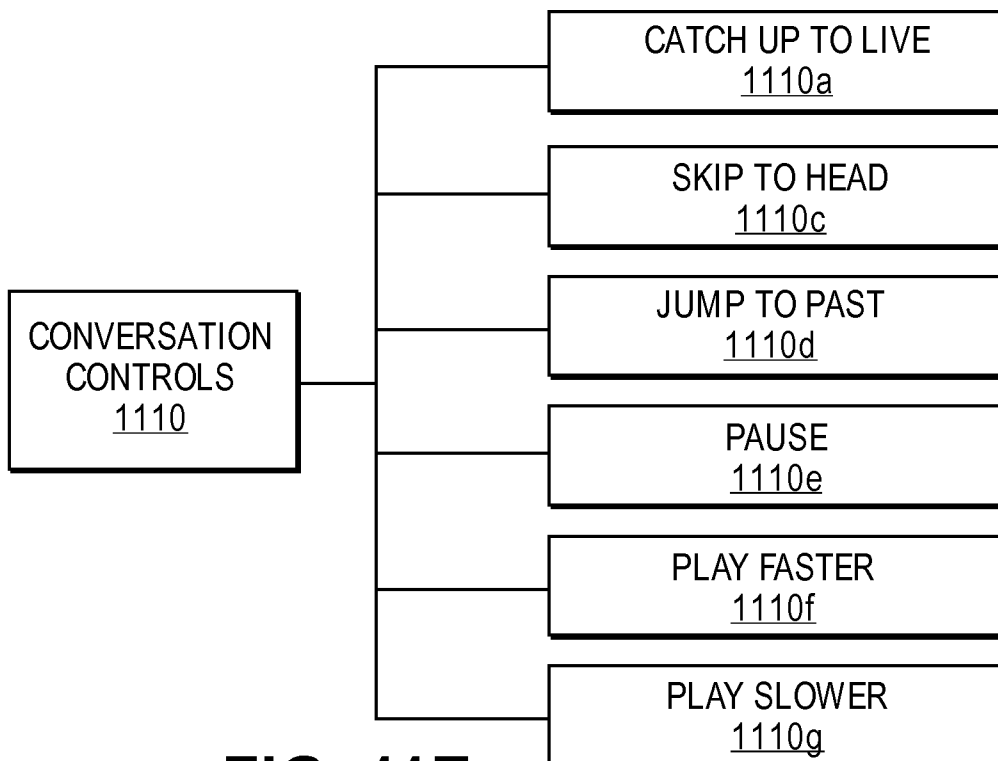 CATCH UP TO LIVE
1110a
SKIP TO HEAD
1110c
JUMP TO PAST
1110d
CONVERSATION
CONTROLS
1110
PAUSE
1110e
PLAY FASTER
1110f
PLAY SLOWER
1110g